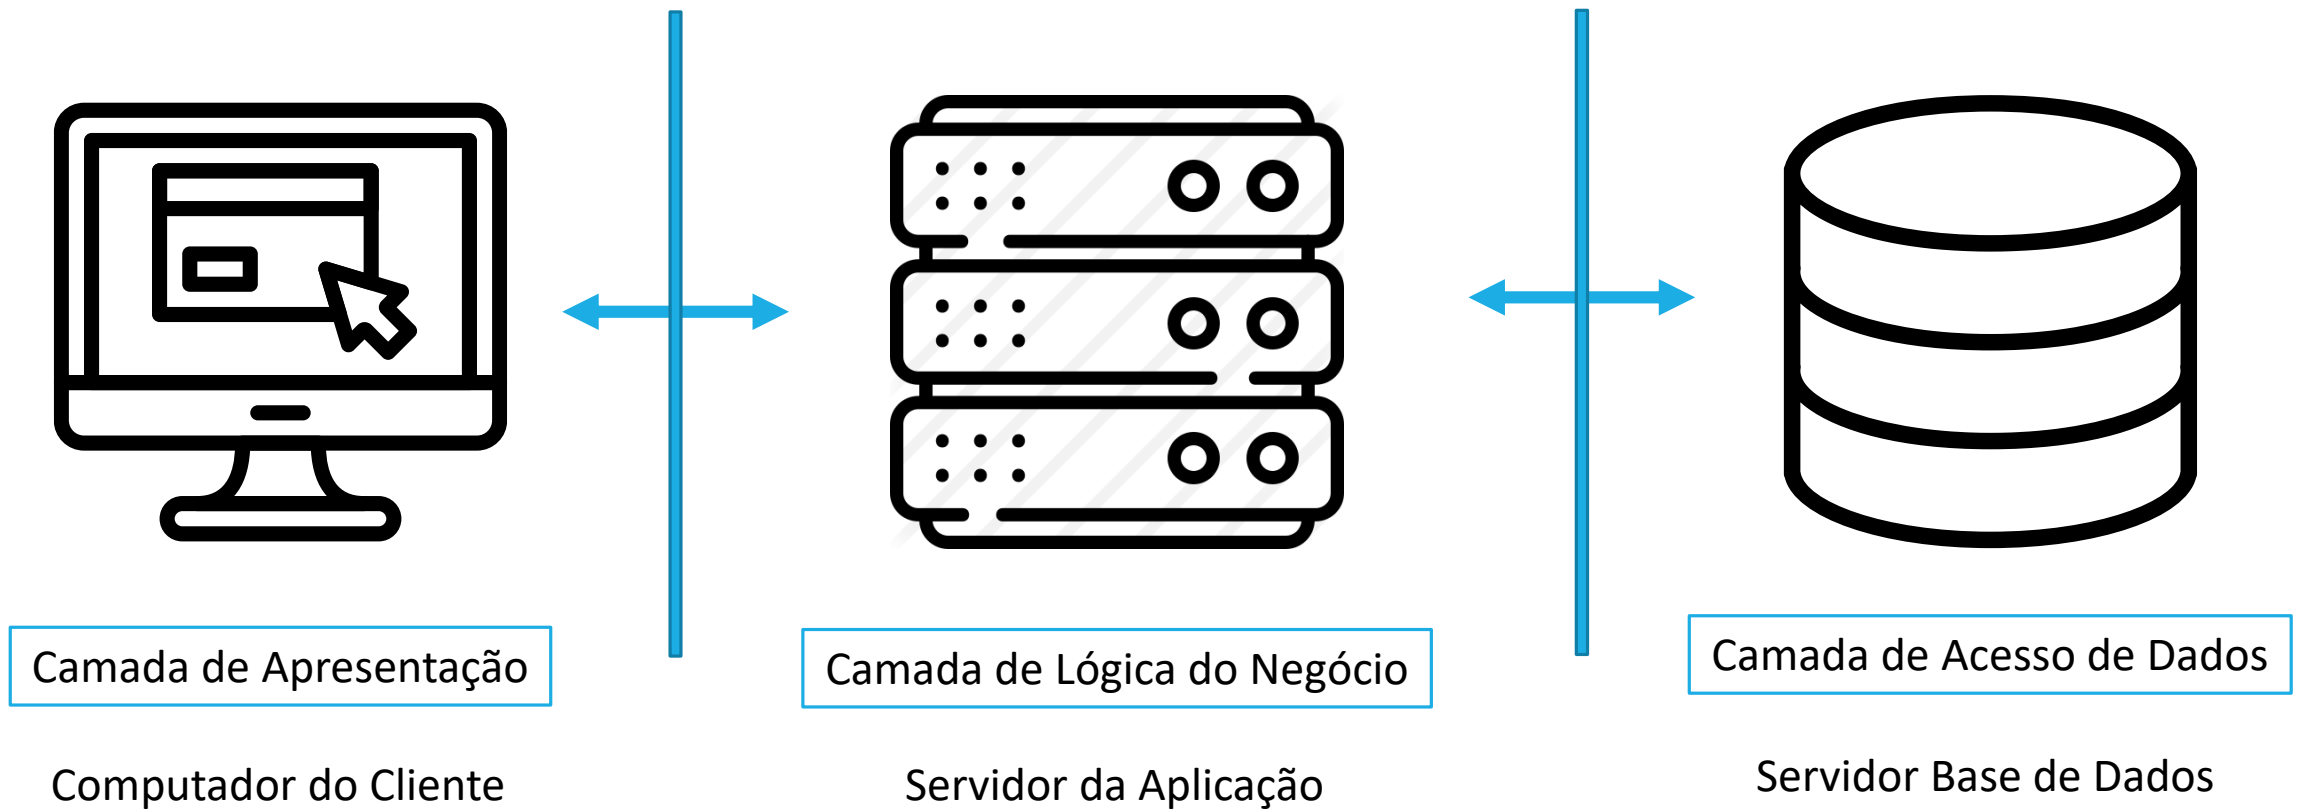 Camada de Apresentação
Camada de Lógica do Negócio
Camada de Acesso de Dados
Computador do Cliente
Servidor da Aplicação
Servidor Base de Dados